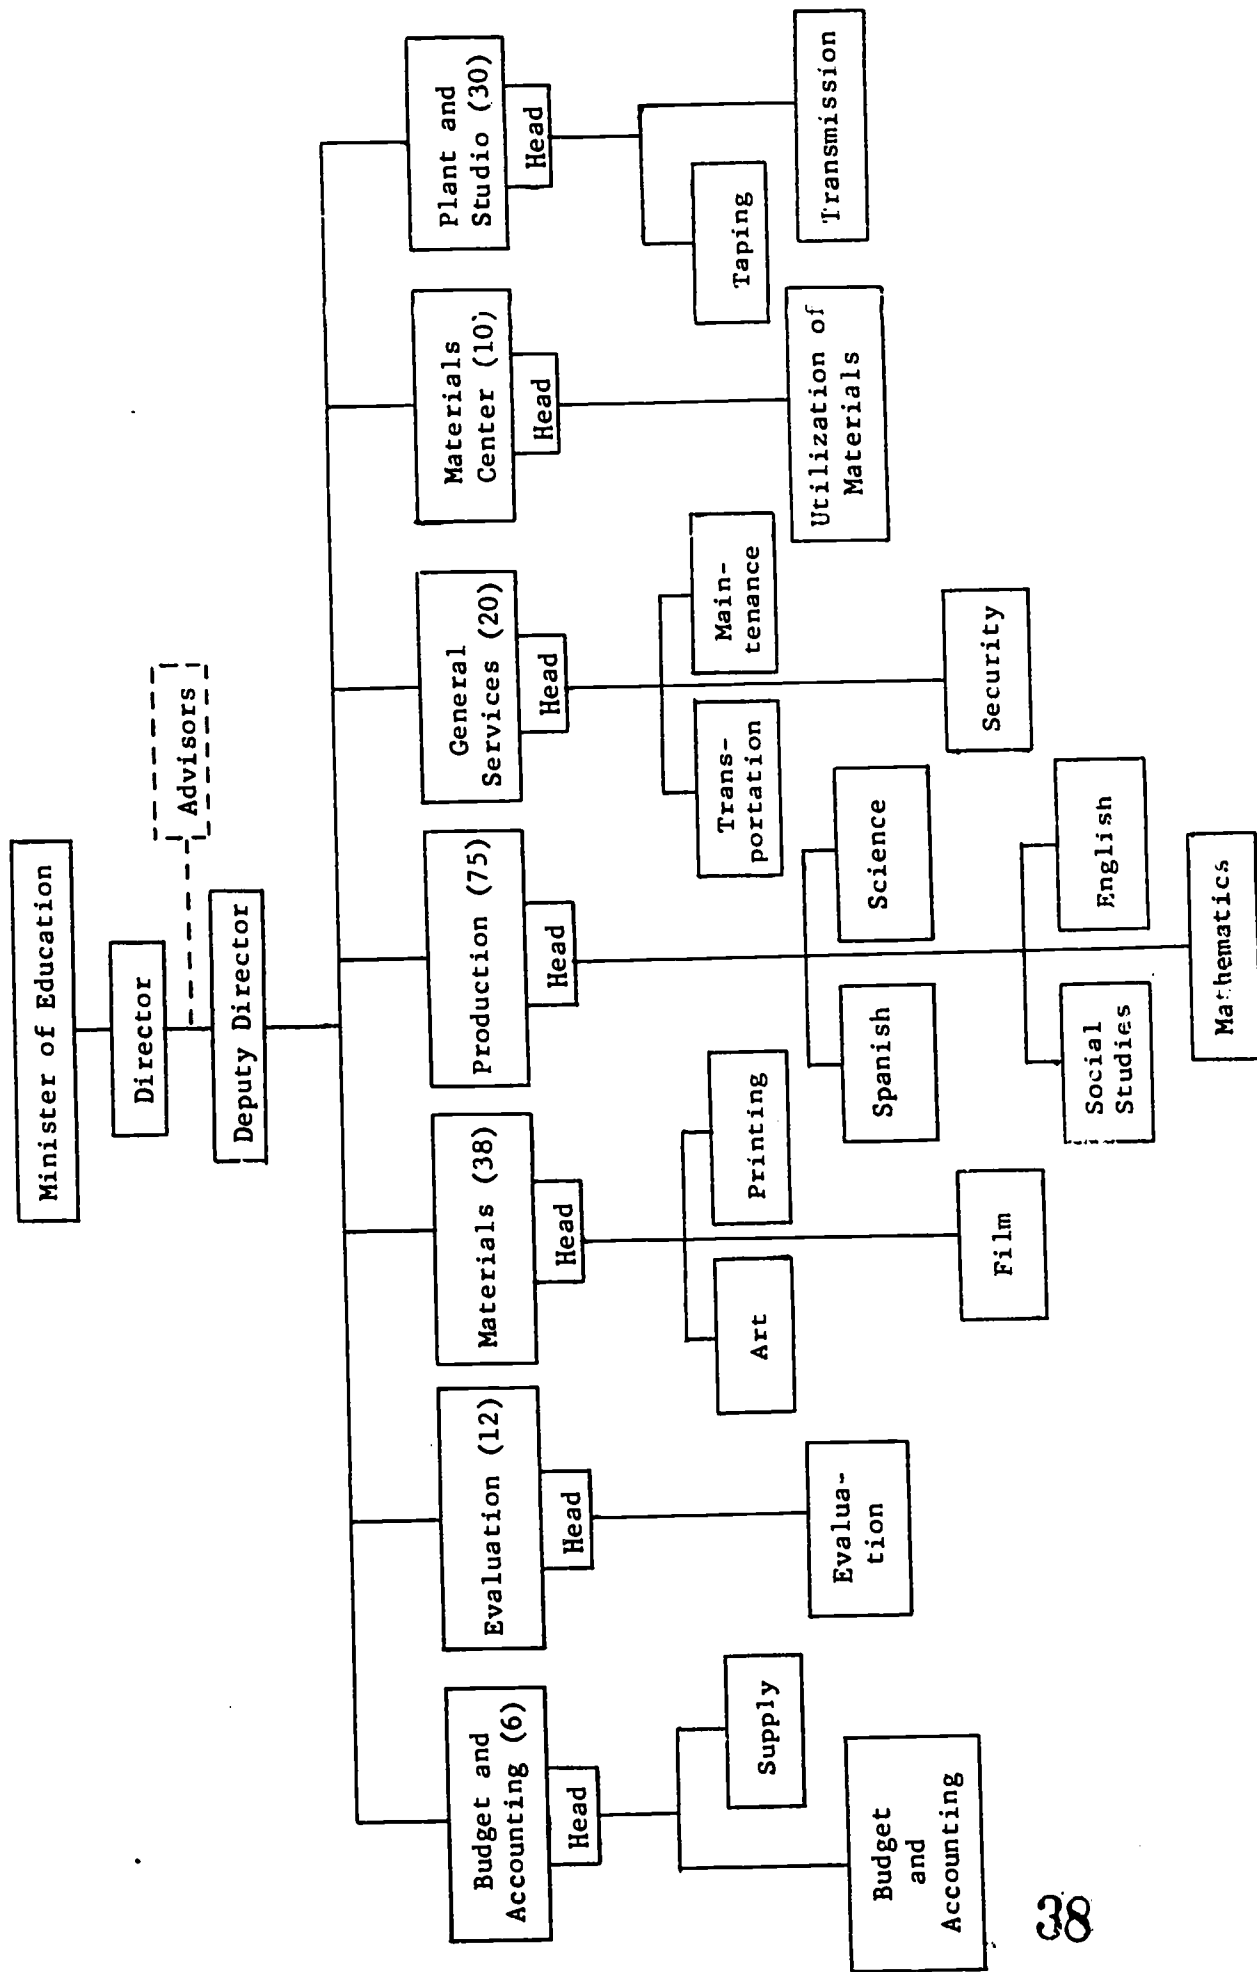 Minister of Education
Director
Advisors
Deputy Director
Budget and
Accounting (6)
Head
Evaluation (12)
Head
Materials (38)
Head
Production (75)
Head
General
Services (20)
Head
Materials
Center (10)
Head
Plant and
Studio (30)
Head
Supply
Budget
and
Accounting
Evalua-
tion
Art
Printing
Film
Spanish
Science
Social
Studies
English
Mathematics
Trans-
portation
Main-
tenance
Security
Utilization of
Materials
Taping
Transmission
38